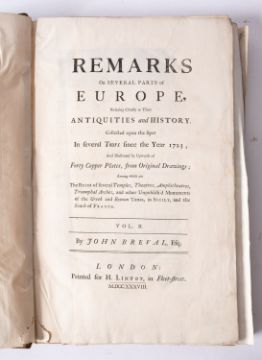 REMARKS
On SEVERAL PARTS of
EUROPE,
Relating Chiefly to Their
ANTIQUITIES and HISTORY.
Collected upon the Spot
In several Tours since the Year 1723;
And Illustrated by Upwards of
Forty Copper Plates, from Original Drawings;
Among which are
The Ruins of several Temples, Theatres, Amphitheatres,
Triumphal Arches, and other Unpublish'd Monuments
of the Greek and Roman Times, in SICILY, and the
South of FRANCE.
VOL. II.
By JOHN BREVAL, Esq;
LONDON:
Printed for H. LINTOT, in Fleet-street.
M.DCC.XXXVIII.